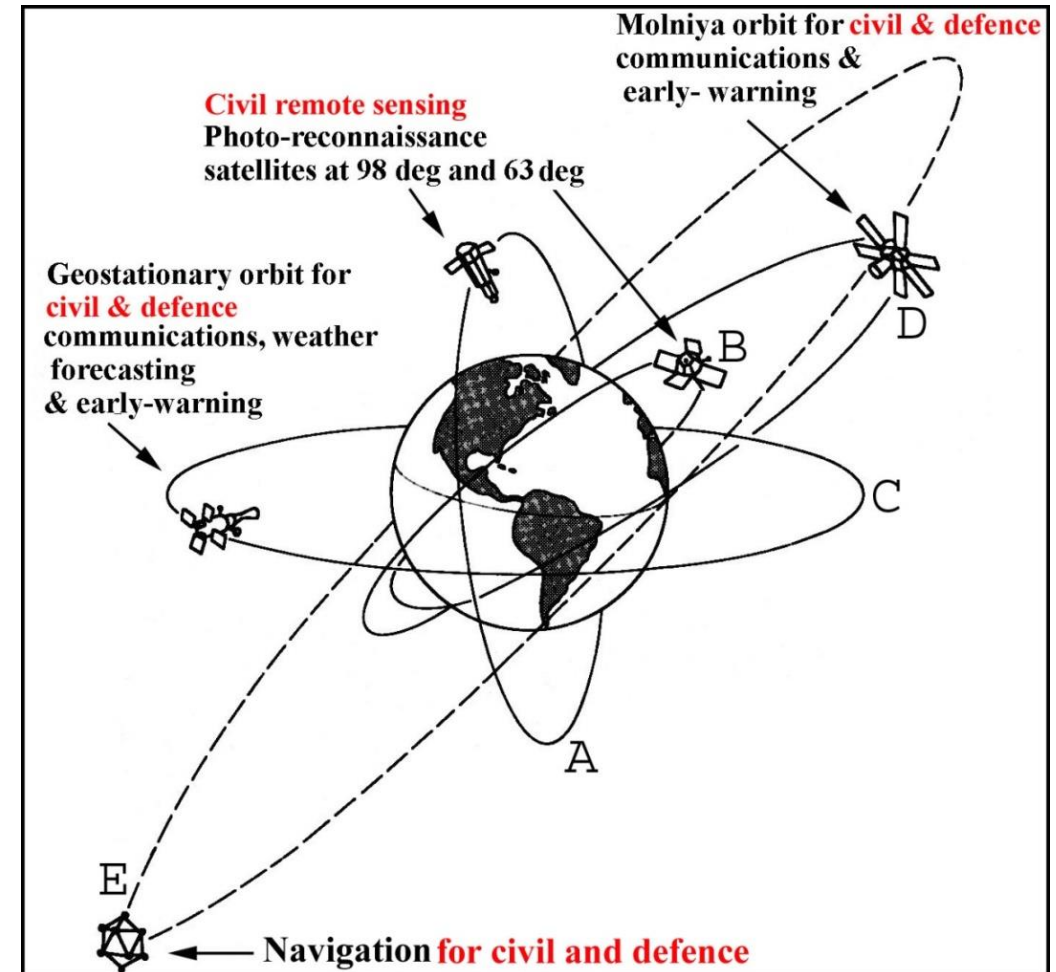 Molniya orbit for civil & defence
communications &
early- warning
Civil remote sensing
Photo-reconnaissance
satellites at 98 deg and 63 deg
Geostationary orbit for
civil & defence
communications, weather
forecasting
& early-warning
B
D
C
A
E
Navigation for civil and defence